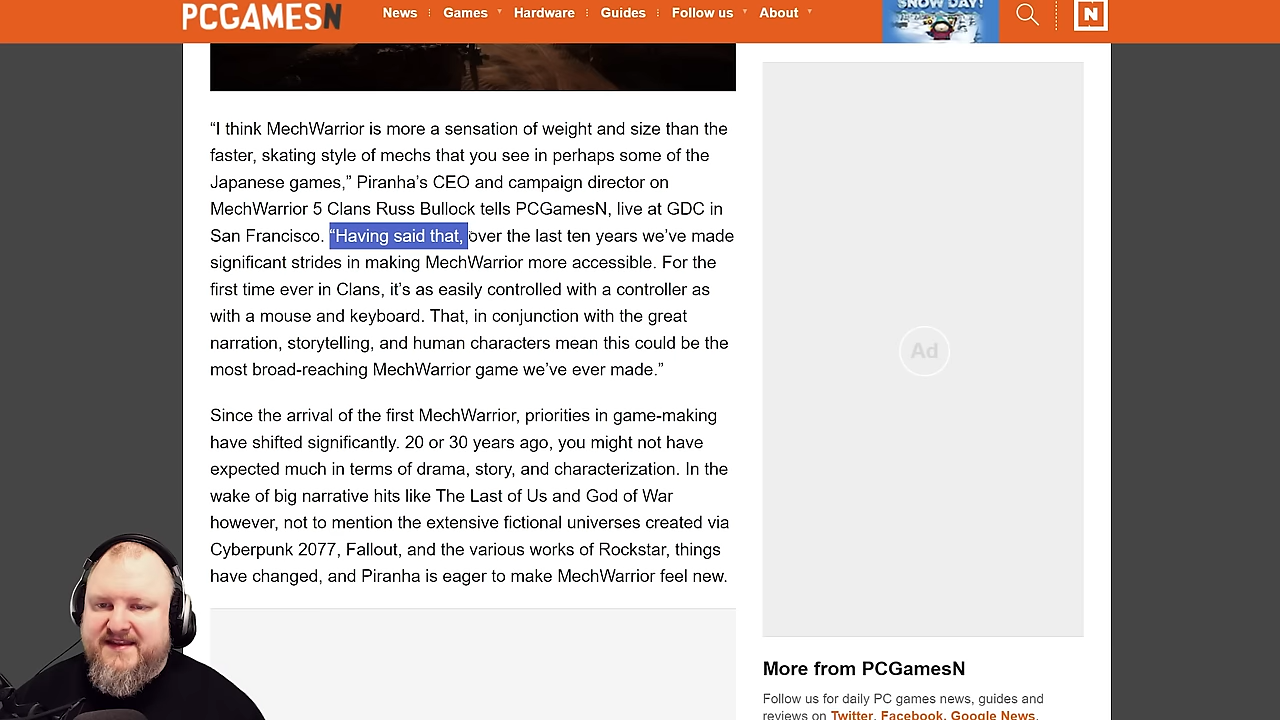 PCGAMESN
News Games Hardware Guides Follow us About
SNOW DAY!
N
“I think MechWarrior is more a sensation of weight and size than the
faster, skating style of mechs that you see in perhaps some of the
Japanese games,” Piranha’s CEO and campaign director on
MechWarrior 5 Clans Russ Bullock tells PCGamesN, live at GDC in
San Francisco. “Having said that, over the last ten years we’ve made
significant strides in making MechWarrior more accessible. For the
first time ever in Clans, it’s as easily controlled with a controller as
with a mouse and keyboard. That, in conjunction with the great
narration, storytelling, and human characters mean this could be the
most broad-reaching MechWarrior game we’ve ever made.”
Since the arrival of the first MechWarrior, priorities in game-making
have shifted significantly. 20 or 30 years ago, you might not have
expected much in terms of drama, story, and characterization. In the
wake of big narrative hits like The Last of Us and God of War
however, not to mention the extensive fictional universes created via
Cyberpunk 2077, Fallout, and the various works of Rockstar, things
have changed, and Piranha is eager to make MechWarrior feel new.
Ad
More from PCGamesN
Follow us for daily PC games news, guides and
reviews on Twitter, Facebook, Google News,